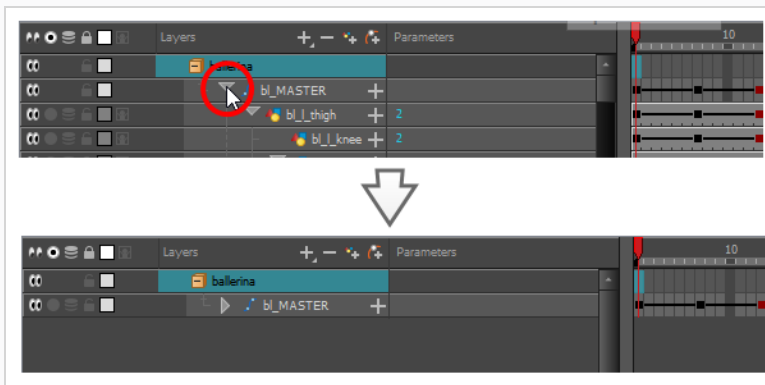 Layers Parameters 10
ballerina
bl_MASTER
bl_l_thigh 2
bl_l_knee 2
Layers Parameters 10
ballerina
bl_MASTER